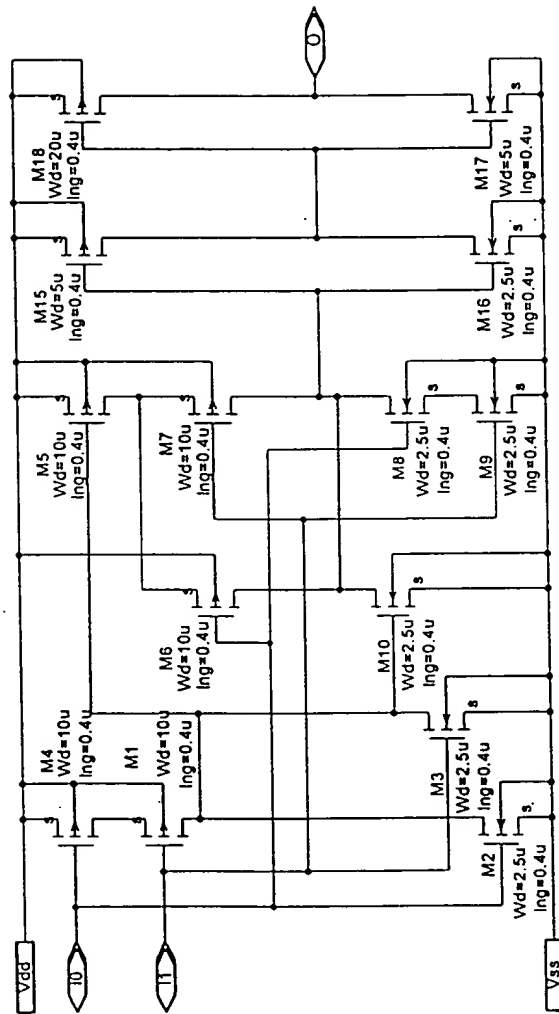 Vdd
I0
I1
Vss
M4
Wd=10u
lng=0.4u
s
M1
Wd=10u
lng=0.4u
s
M3
Wd=2.5u
lng=0.4u
s
M2
Wd=2.5u
lng=0.4u
s
M6
Wd=10u
lng=0.4u
s
M10
Wd=2.5u
lng=0.4u
s
M5
Wd=10u
lng=0.4u
s
M7
Wd=10u
lng=0.4u
s
M8
Wd=2.5u
lng=0.4u
s
M9
Wd=2.5u
lng=0.4u
s
M15
Wd=5u
lng=0.4u
s
M16
Wd=2.5u
lng=0.4u
s
M18
Wd=20u
lng=0.4u
s
M17
Wd=5u
lng=0.4u
s
O